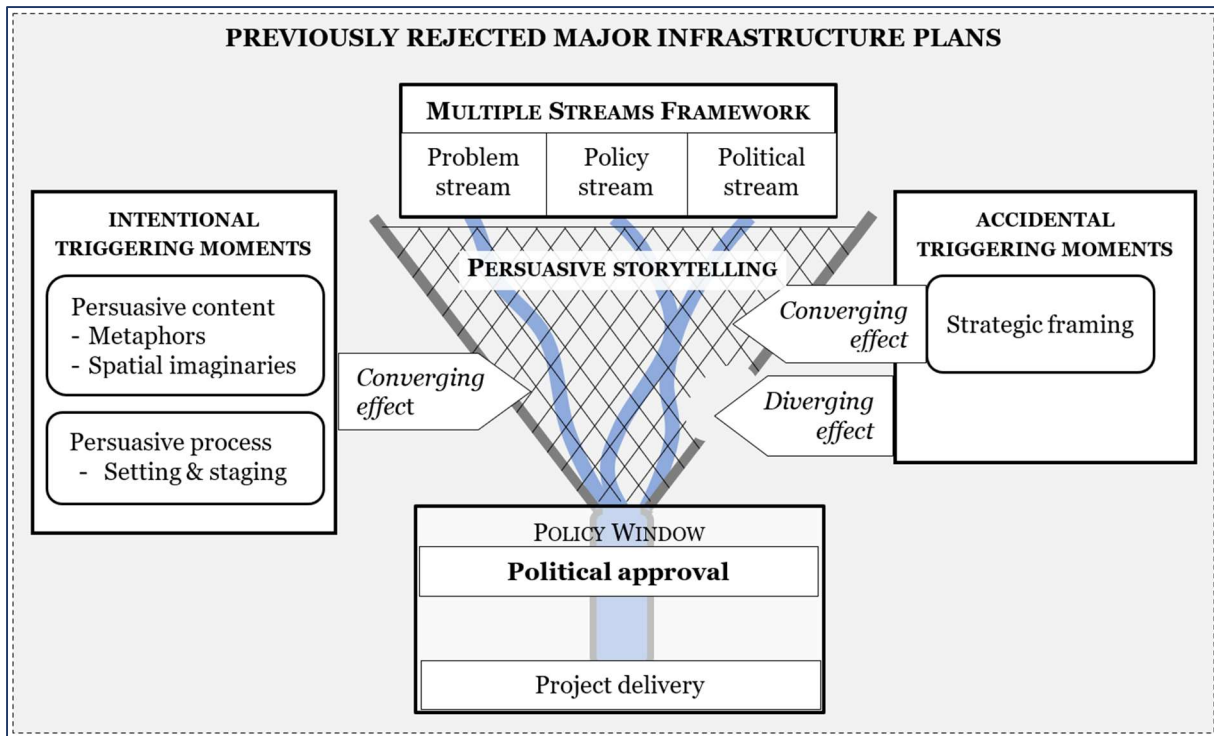 PREVIOUSLY REJECTED MAJOR INFRASTRUCTURE PLANS
MULTIPLE STREAMS FRAMEWORK
Problem
stream
Policy
stream
Political
stream
INTENTIONAL
TRIGGERING MOMENTS
Persuasive content
- Metaphors
- Spatial imaginaries
Persuasive process
- Setting & staging
Converging
effect
PERSUASIVE STORYTELLING
ACCIDENTAL
TRIGGERING MOMENTS
Strategic framing
Converging
effect
Diverging
effect
POLICY WINDOW
Political approval
Project delivery